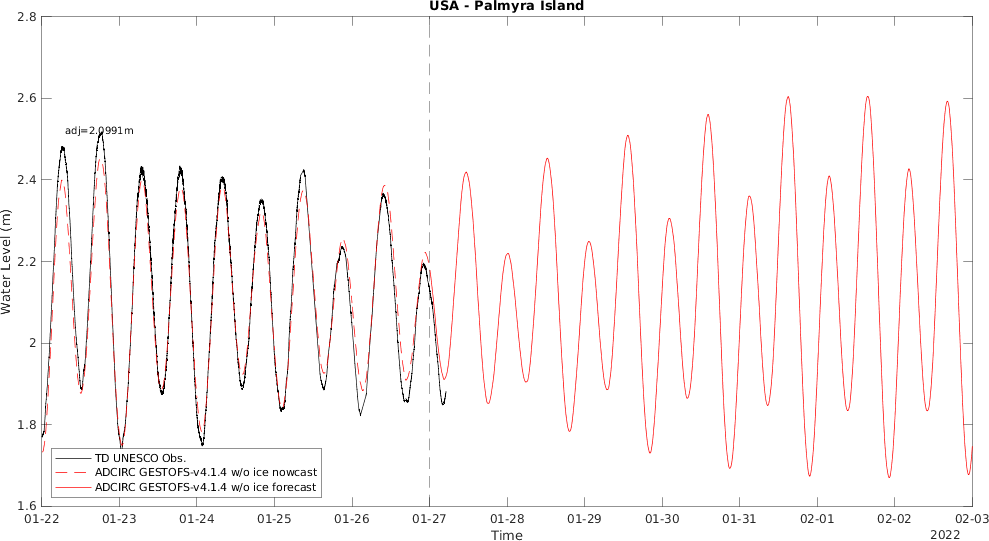 USA - Palmyra Island
2.8
2.6
2.4
2.2
2
1.8
1.6
Water Level (m)
adj=2.0991m
TD UNESCO Obs.
ADCIRC GESTOFS-v4.1.4 w/o ice nowcast
ADCIRC GESTOFS-v4.1.4 w/o ice forecast
01-22 01-23 01-24 01-25 01-26 01-27 01-28 01-29 01-30 01-31 02-01 02-02 02-03
Time
2022